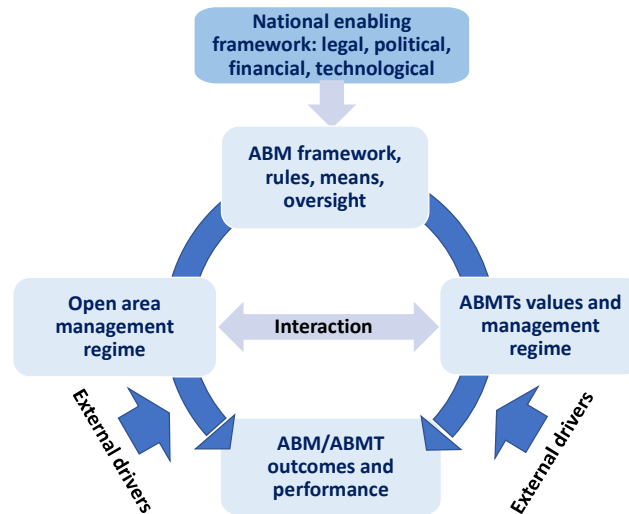 National enabling
framework: legal, political,
financial, technological
ABM framework,
rules, means,
oversight
Open area
management
regime
Interaction
ABMTs values and
management
regime
External drivers
ABM/ABMT
outcomes and
performance
External drivers